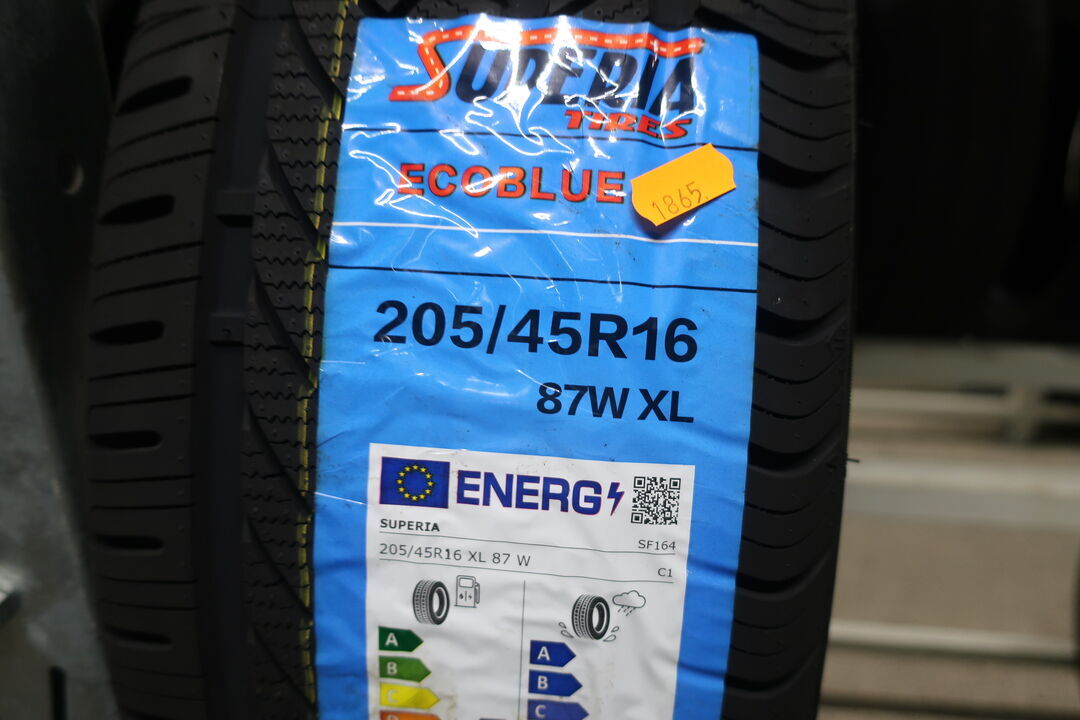 SUPERIA
TIRES
ECOBLUE
1865
205/45R16
87W XL
ENERG
SUPERIA
SF164
205/45R16 XL 87 W
C1
A
B
C
A
B
C